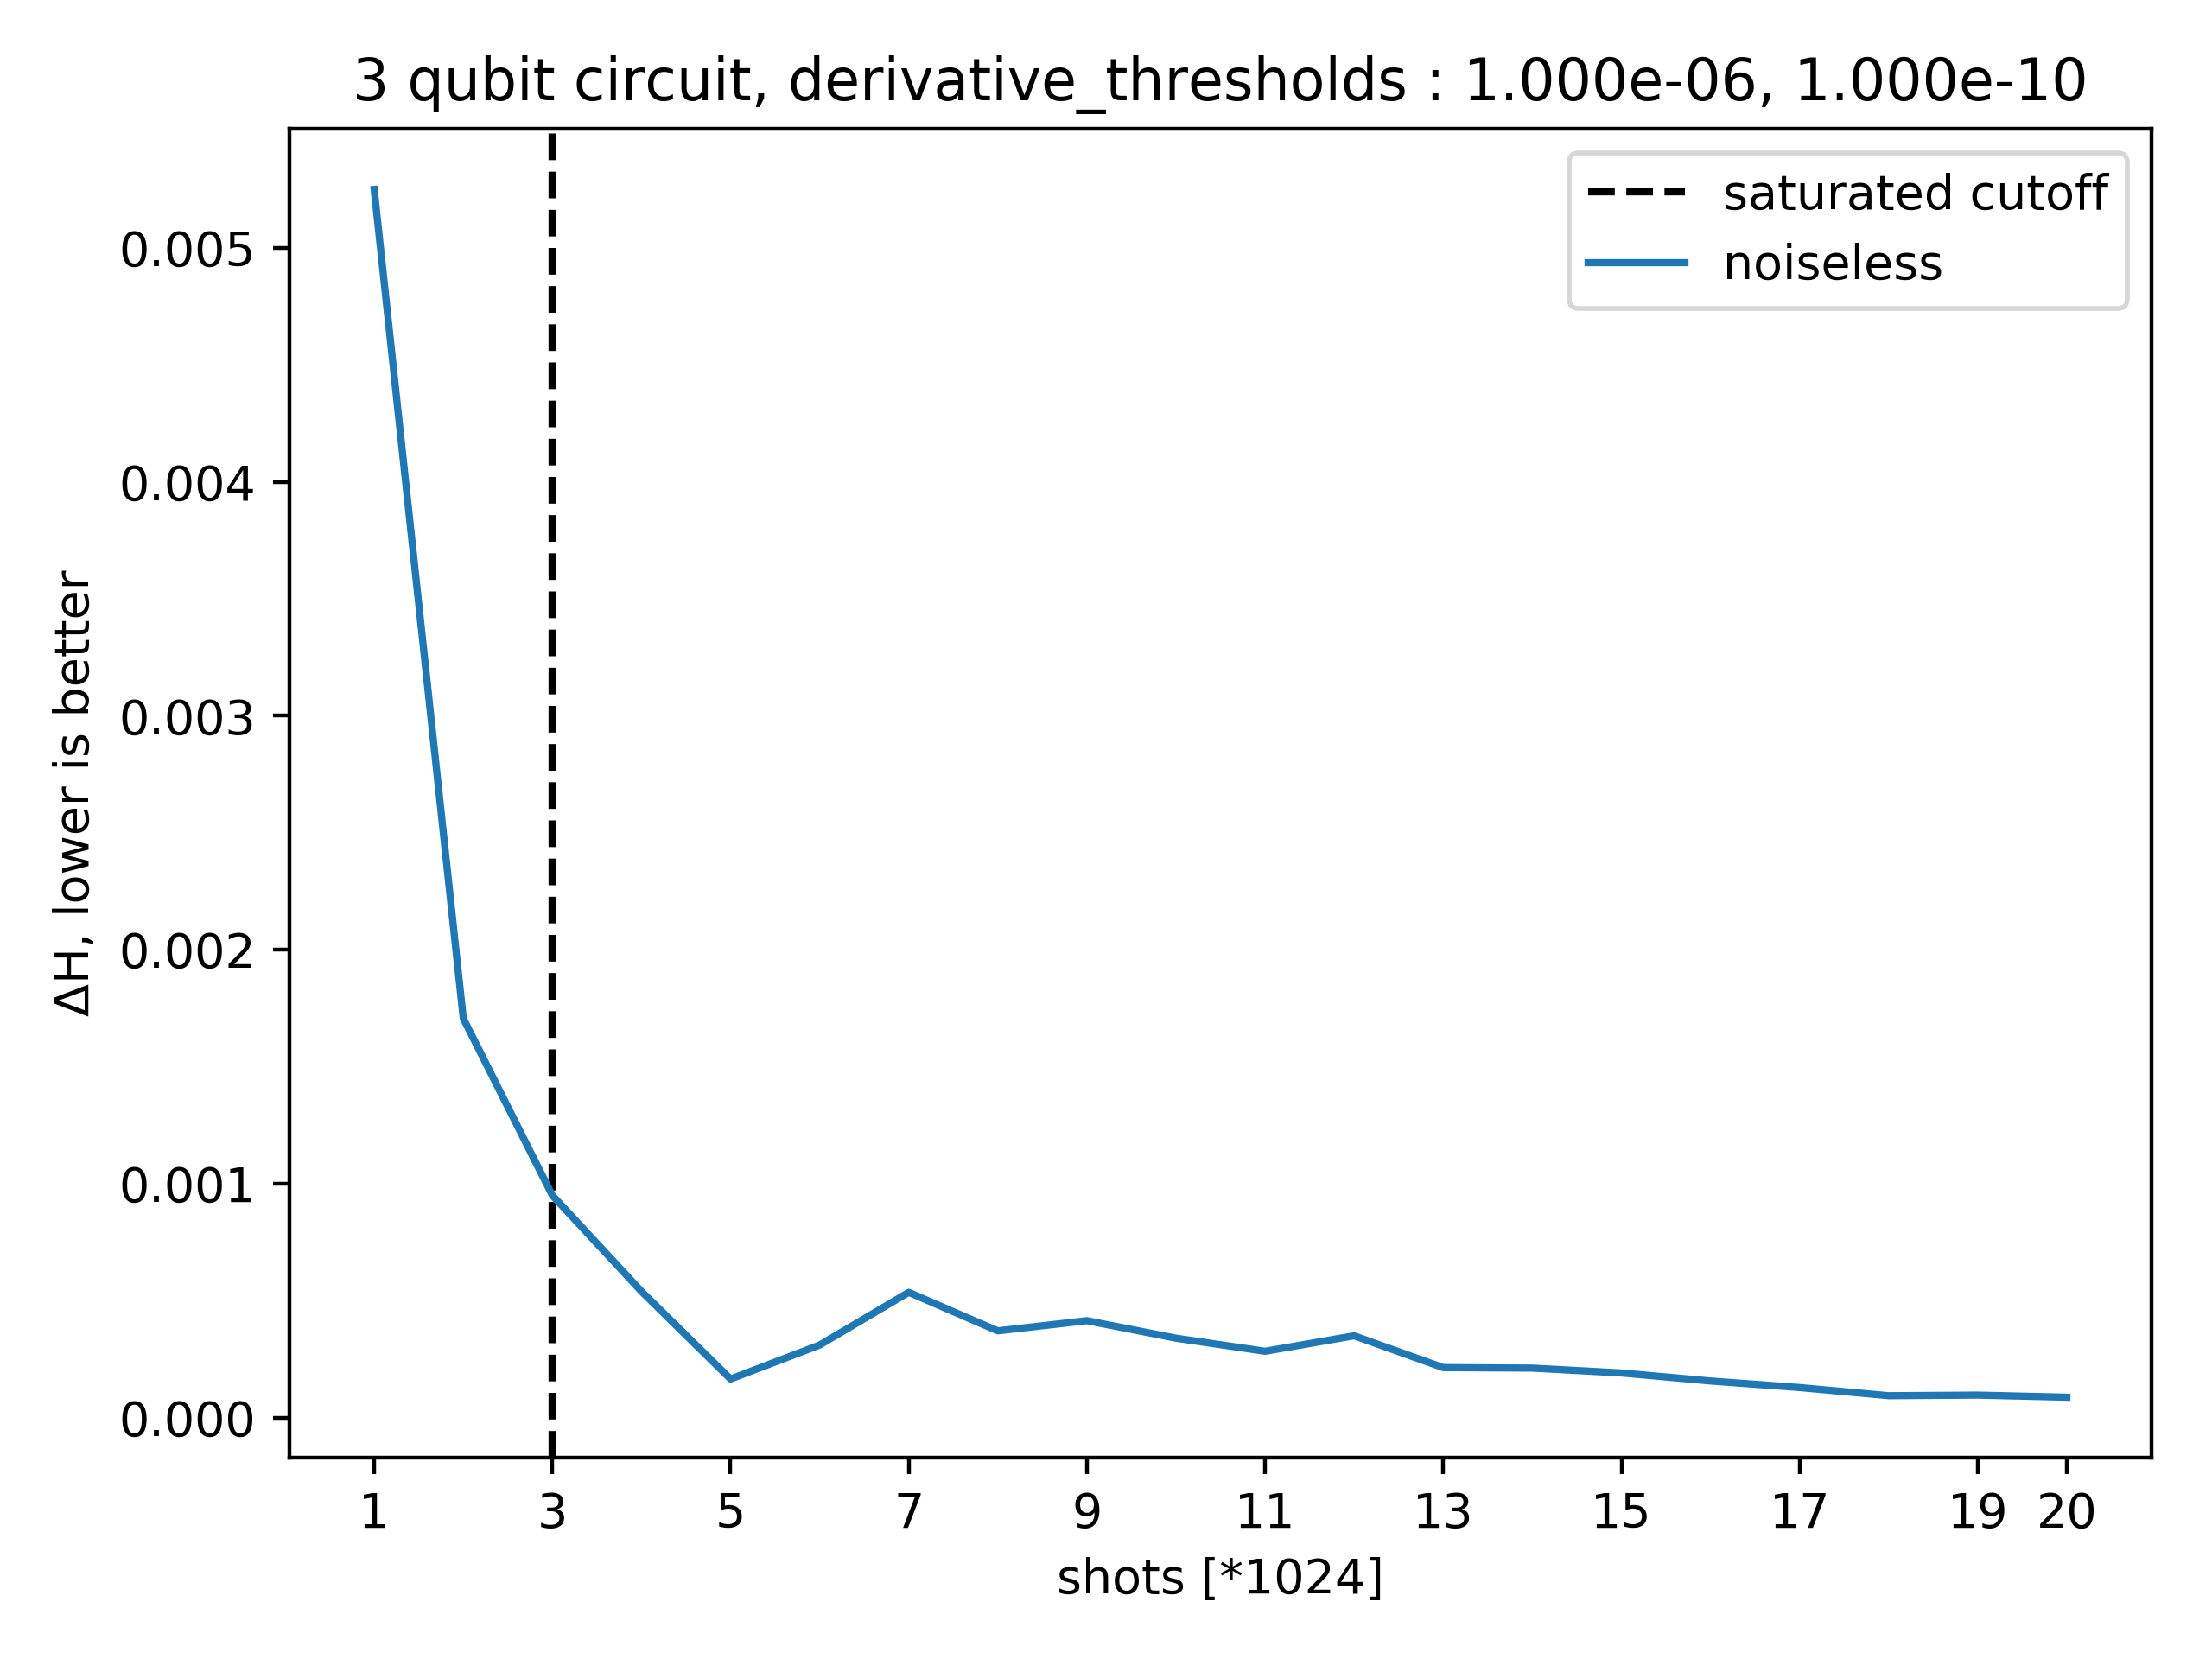 3 qubit circuit, derivative_thresholds : 1.000e-06, 1.000e-10
saturated cutoff
noiseless
ΔH, lower is better
0.005
0.004
0.003
0.002
0.001
0.000
1 3 5 7 9 11 13 15 17 19 20
shots [*1024]